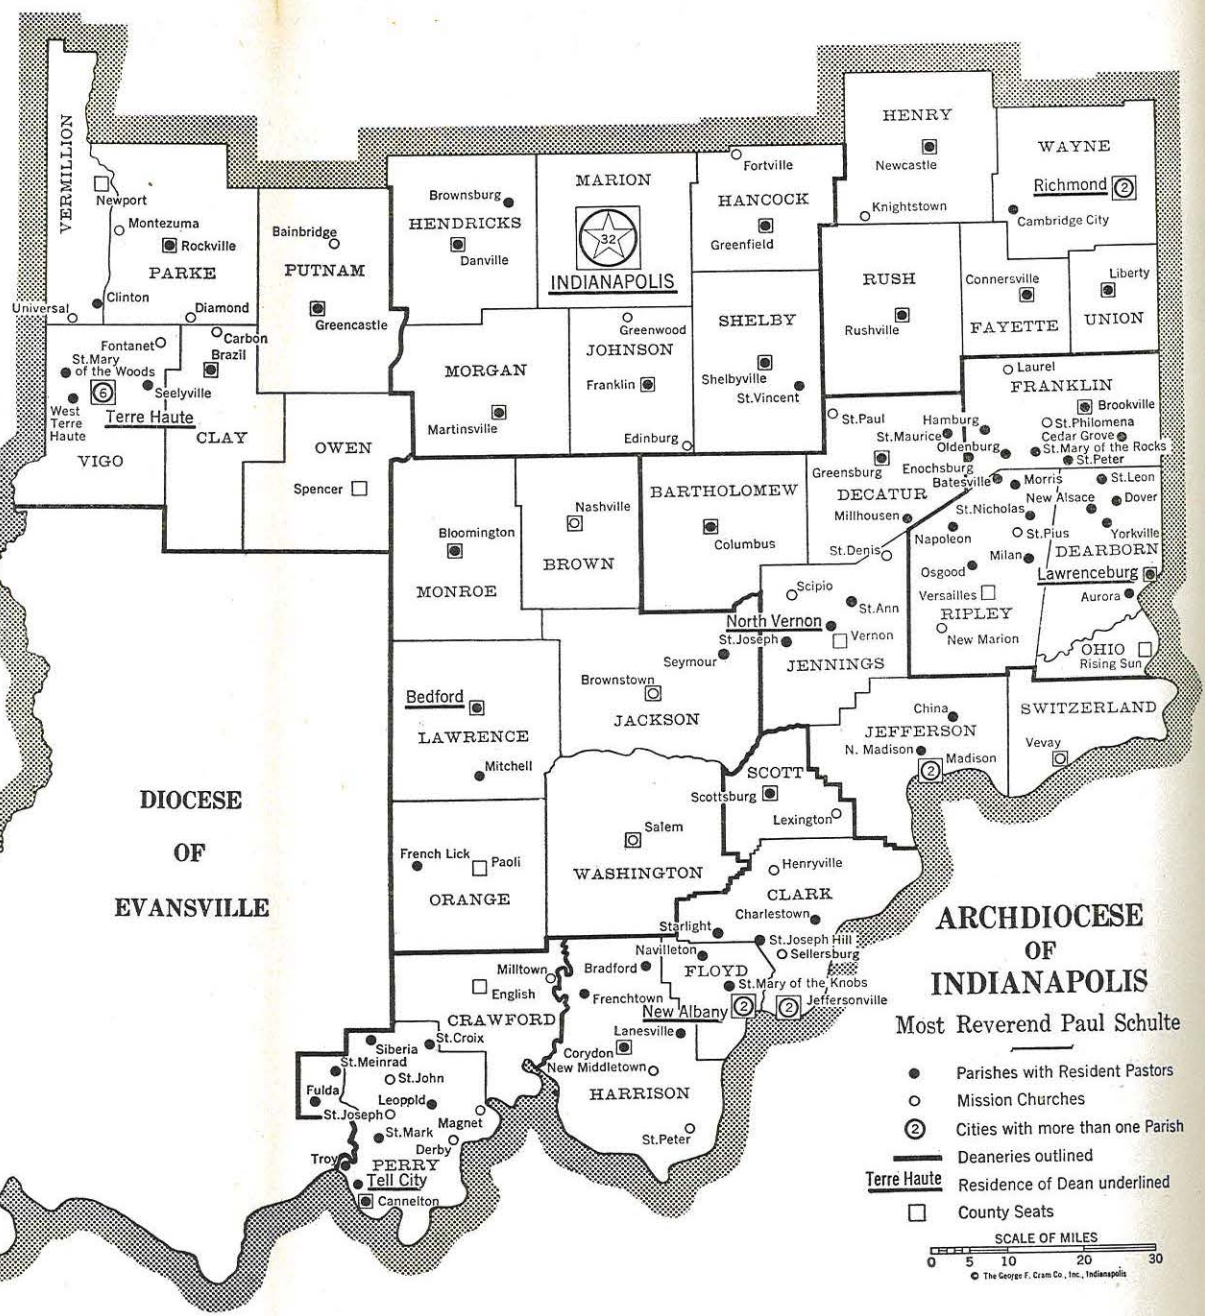 VERMILLION
Newport
Montezuma
Rockville
PARKE
Clinton
Universal
Diamond
Bainbridge
PUTNAM
Greencastle
Brownsburg
HENDRICKS
Danville
MARION
32
INDIANAPOLIS
Fortville
HANCOCK
Greenfield
HENRY
Newcastle
Knightstown
WAYNE
Richmond
2
Cambridge City
RUSH
Rushville
Connersville
FAYETTE
Liberty
UNION
Fontanet
St. Mary
of the Woods
6
Seelyville
West
Terre
Haute
Terre Haute
VIGO
Carbon
Brazil
CLAY
OWEN
Spencer
MORGAN
Martinsville
Greenwood
JOHNSON
Franklin
Edinburg
SHELBY
Shelbyville
St. Vincent
Laurel
FRANKLIN
Brookville
St. Philomena
Cedar Grove
St. Mary of the Rocks
St. Peter
St. Paul
Hamburg
St. Maurice
Oldenburg
Greensburg
Enochsburg
Batesville
DECATUR
Millhousen
St. Denis
Morris
St. Leon
New Alsace
Dover
St. Nicholas
Yorkville
Napoleon
St. Pius
DEARBORN
Milan
Osgood
Lawrenceburg
Versailles
Aurora
RIPLEY
New Marion
OHIO
Rising Sun
Bloomington
MONROE
Nashville
BROWN
BARTHOLOMEW
Columbus
Scipio
St. Ann
North Vernon
St. Joseph
Vernon
JENNINGS
Seymour
Brownstown
JACKSON
Bedford
LAWRENCE
Mitchell
China
JEFFERSON
N. Madison
Madison
2
SWITZERLAND
Vevay
SCOTT
Scottsburg
Lexington
Salem
WASHINGTON
French Lick
Paoli
ORANGE
Henryville
CLARK
Charlestown
Starlight
St. Joseph Hill
Sellersburg
Navilleton
FLOYD
St. Mary of the Knobs
New Albany
2
2
Jeffersonville
Milltown
English
CRAWFORD
Bradford
Frenchtown
Lanesville
Corydon
New Middletown
HARRISON
St. Peter
Siberia
St. Croix
St. Meinrad
St. John
Fulda
Leopold
St. Joseph
Magnet
St. Mark
Derby
Troy
PERRY
Tell City
Cannelton
DIOCESE
OF
EVANSVILLE
ARCHDIOCESE
OF
INDIANAPOLIS
Most Reverend Paul Schulte
Parishes with Resident Pastors
Mission Churches
2 Cities with more than one Parish
Deaneries outlined
Terre Haute Residence of Dean underlined
County Seats
SCALE OF MILES
0 5 10 20 30
© The George F. Cram Co., Inc., Indianapolis